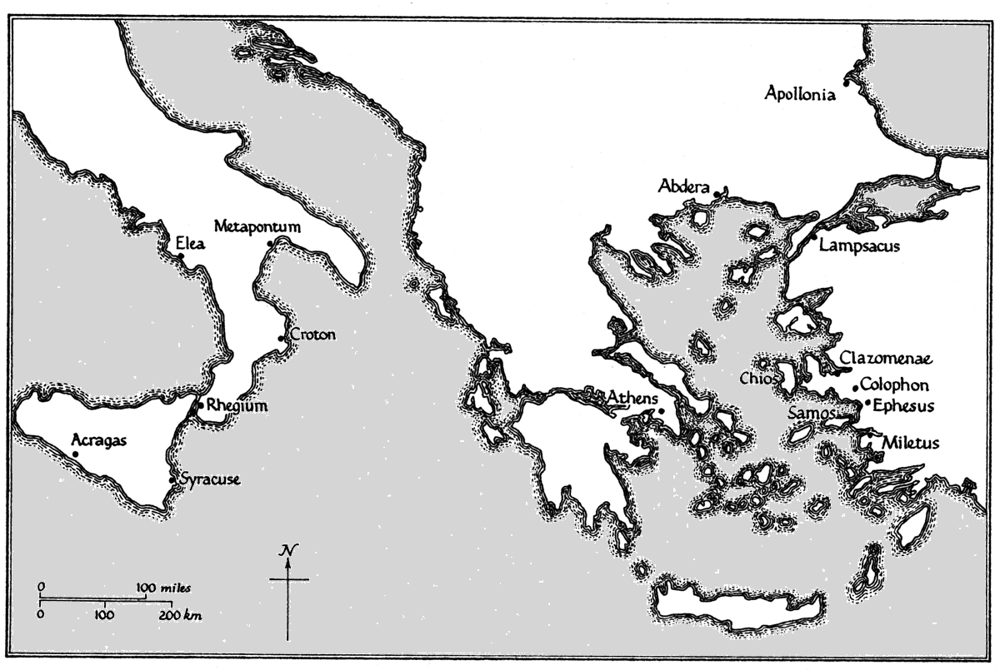 Apollonia
Abdera
Metapontum
Elea
Lampsacus
Croton
Clazomenae
Chios
Colophon
Athens
Rhegium
Ephesus
Samos
Acragas
Miletus
Syracuse
N
0 100 miles
0 100 200 km